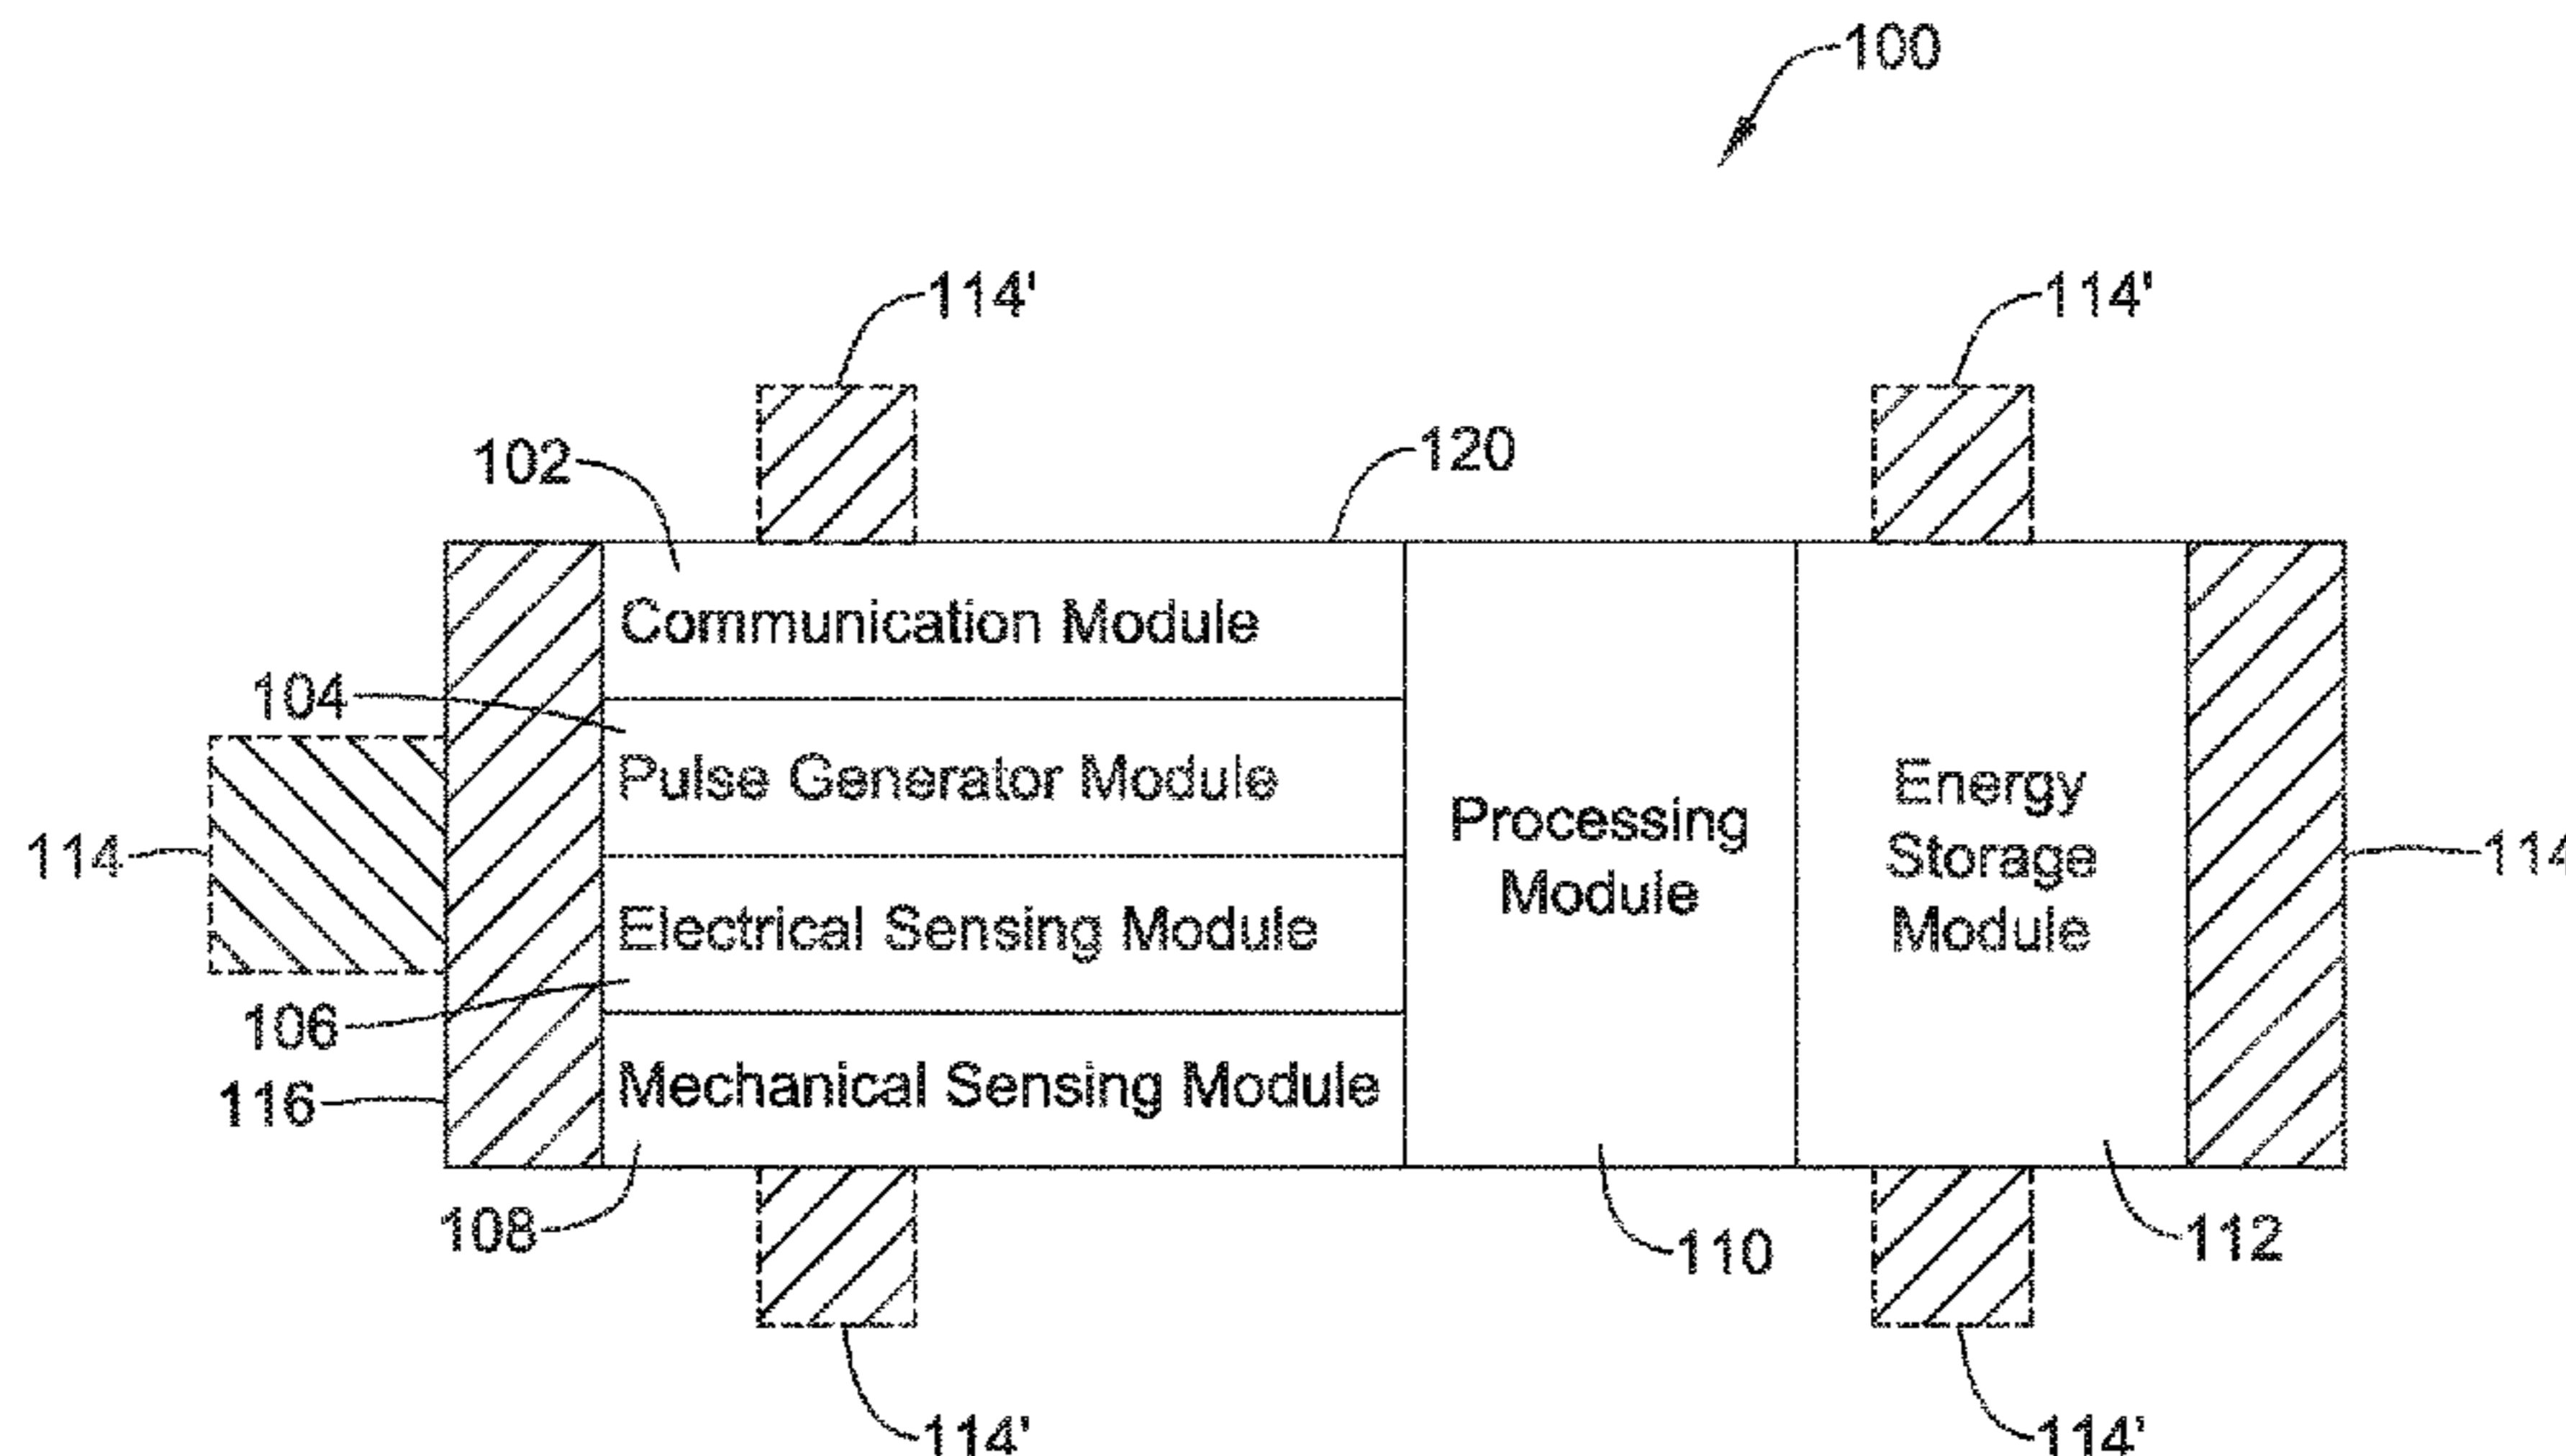 100
114'
114'
102
120
Communication Module
104
Pulse Generator Module
114
Processing
Module
Energy
Storage
Module
114
Electrical Sensing Module
106
116
Mechanical Sensing Module
108
110
112
114'
114'